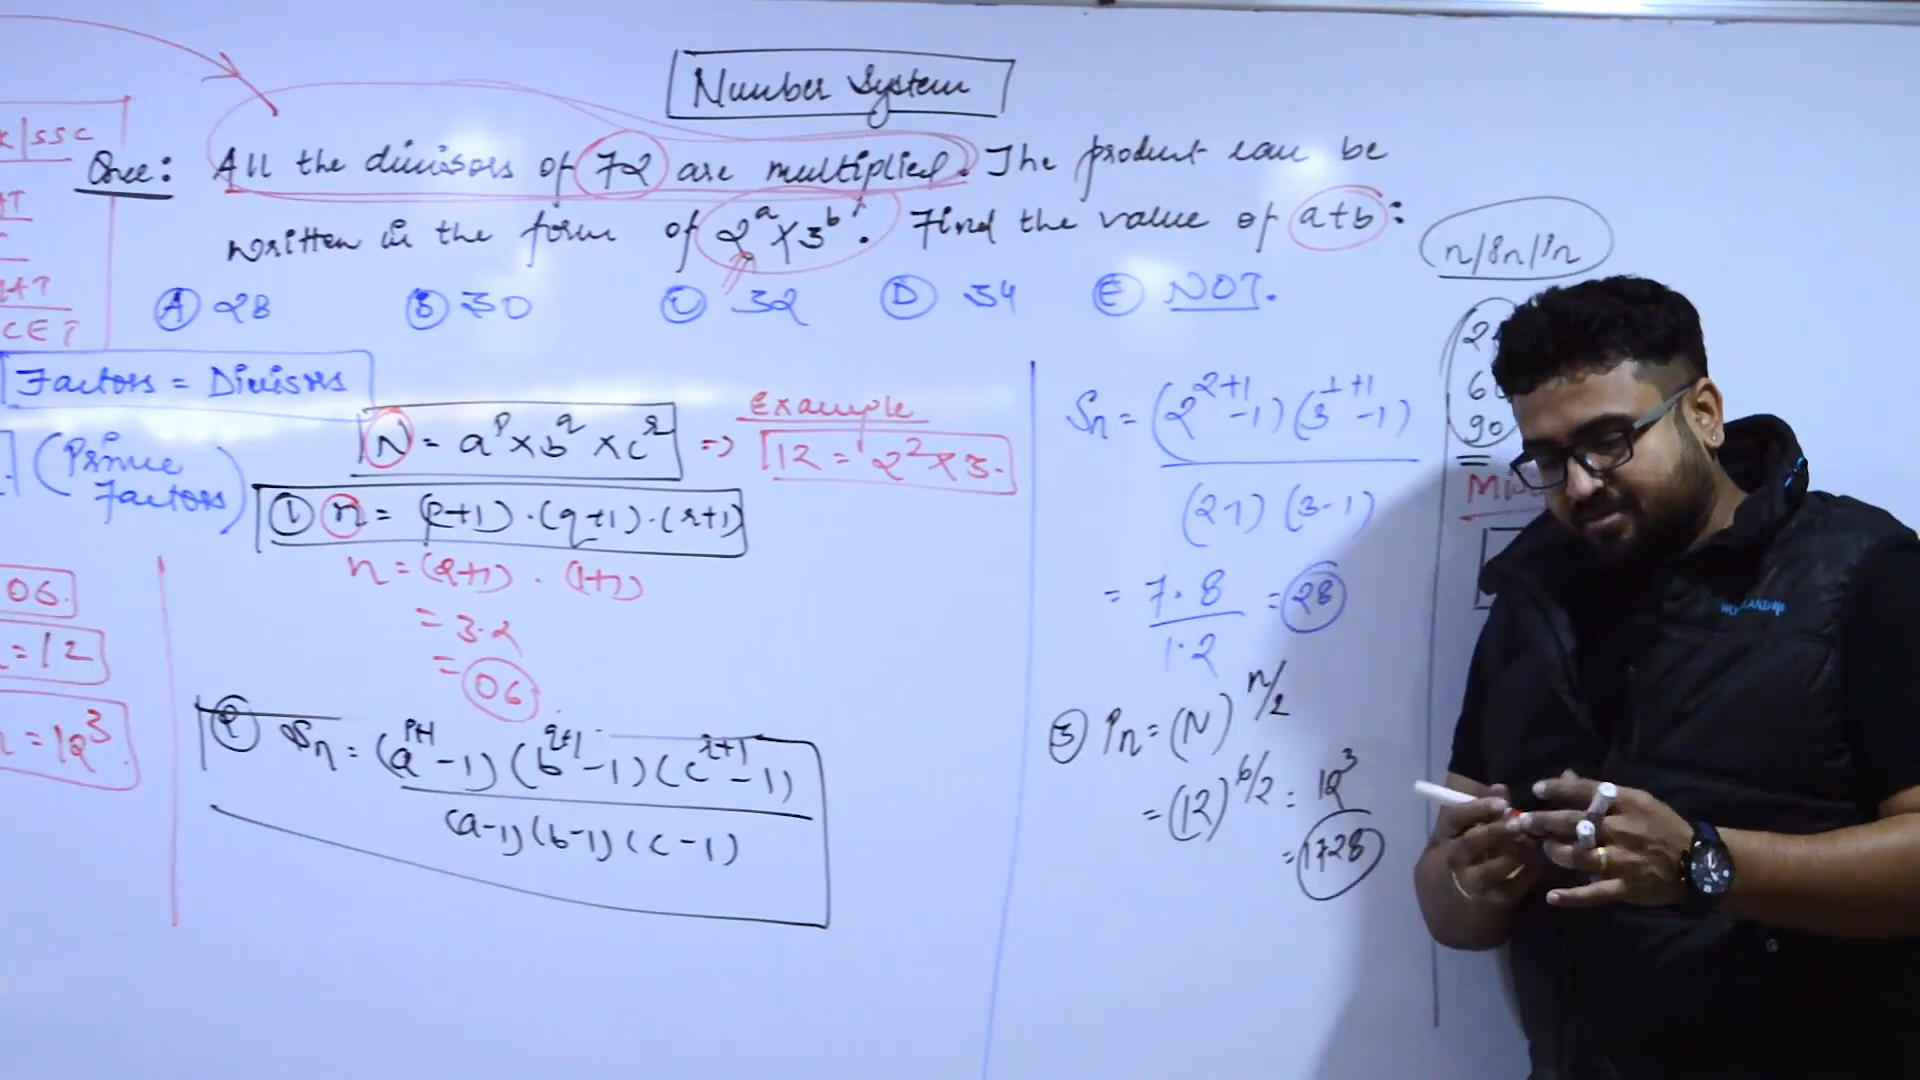 Number System
|SSC
Que: All the divisors of 72 are multiplied. The product can be
written in the form of 2^a × 3^b. Find the value of a+b:
n/Sn/Pn
(A) 28 (B) 30 (C) 32 (D) 34 (E) NOT.
CET
Factors = Divisors
(Prime Factors)
N = a^p × b^q × c^r => Example
12 = 2^2 × 3.
(1) n = (p+1).(q+1).(r+1)
n = (2+1) . (1+1)
= 3.2
= 06
06.
=12
= 12^3.
(2) Sn = (a^p+1 -1)(b^q+1 -1)(c^r+1 -1)
(a-1)(b-1)(c-1)
Sn = (2^2+1 -1)(3^1+1 -1)
(2-1)(3-1)
= 7.8 = 28
1.2
(3) Pn = (N)^n/2
= (12)^6/2 = 12^3
= 1728
90